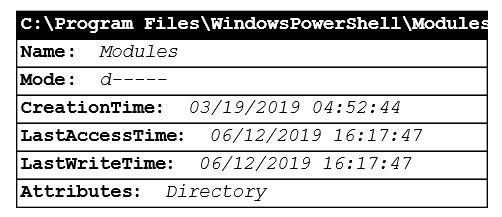 C:\Program Files\WindowsPowerShell\Modules
Name: Modules
Mode: d-----
CreationTime: 03/19/2019 04:52:44
LastAccessTime: 06/12/2019 16:17:47
LastWriteTime: 06/12/2019 16:17:47
Attributes: Directory